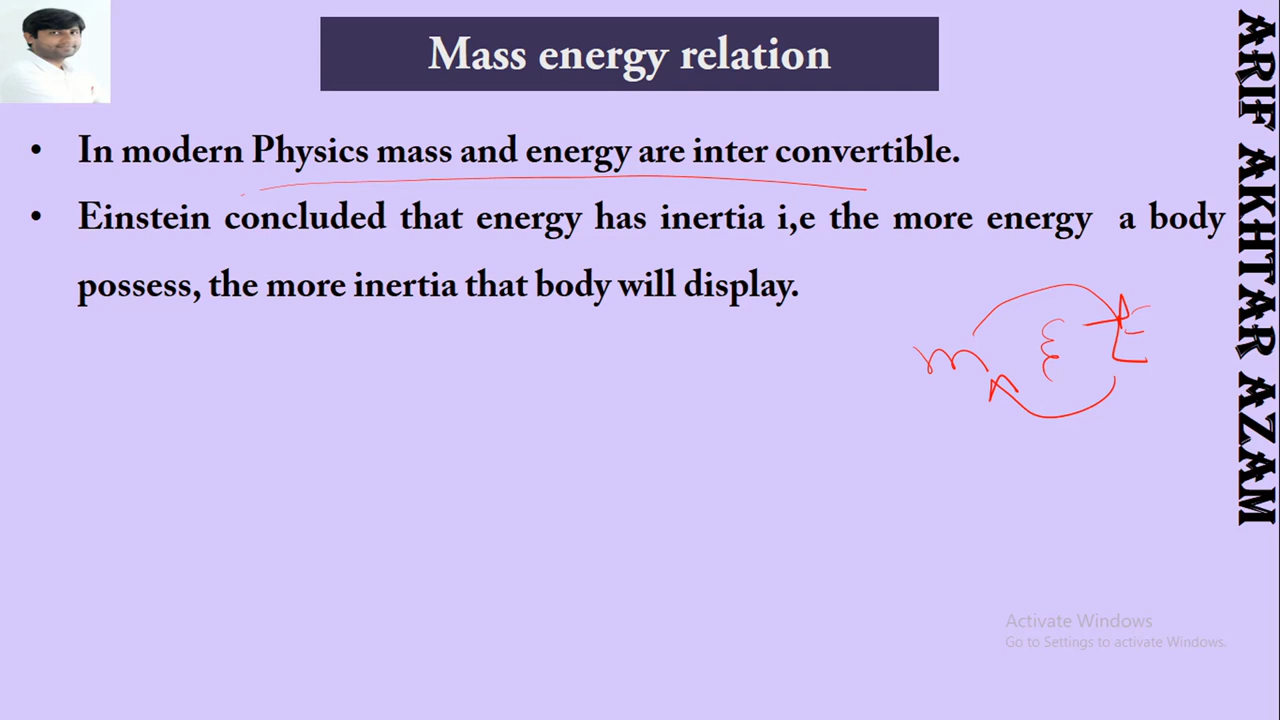 Mass energy relation
• In modern Physics mass and energy are inter convertible.
• Einstein concluded that energy has inertia i,e the more energy a body
possess, the more inertia that body will display.
m E
ARIF AKHTAR AZAM
Activate Windows
Go to Settings to activate Windows.